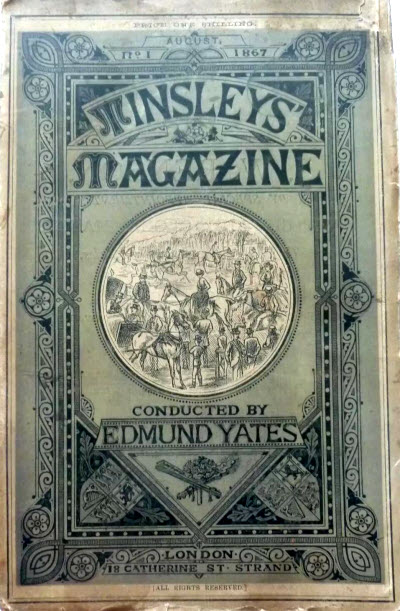 PRICE ONE SHILLING.
AUGUST,
No. 1 1867
TINSLEYS'
MAGAZINE
CONDUCTED BY
EDMUND YATES.
LONDON
18 CATHERINE ST. STRAND
[ALL RIGHTS RESERVED.]